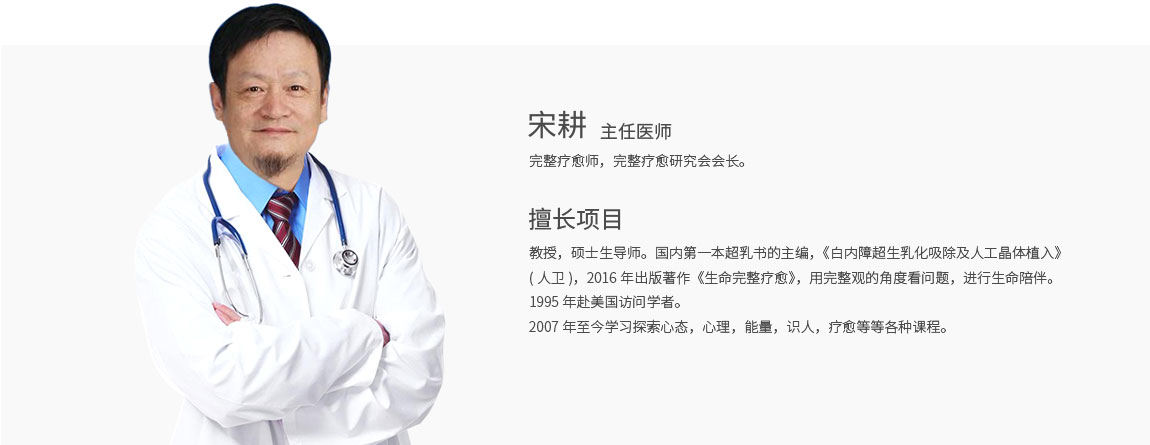 宋耕 主任医师
完整疗愈师，完整疗愈研究会会长。
擅长项目
教授，硕士生导师。国内第一本超乳书的主编，《白内障超生乳化吸除及人工晶体植入》
( 人卫 )，2016 年出版著作《生命完整疗愈》，用完整观的角度看问题，进行生命陪伴。
1995 年赴美国访问学者。
2007 年至今学习探索心态，心理，能量，识人，疗愈等等各种课程。